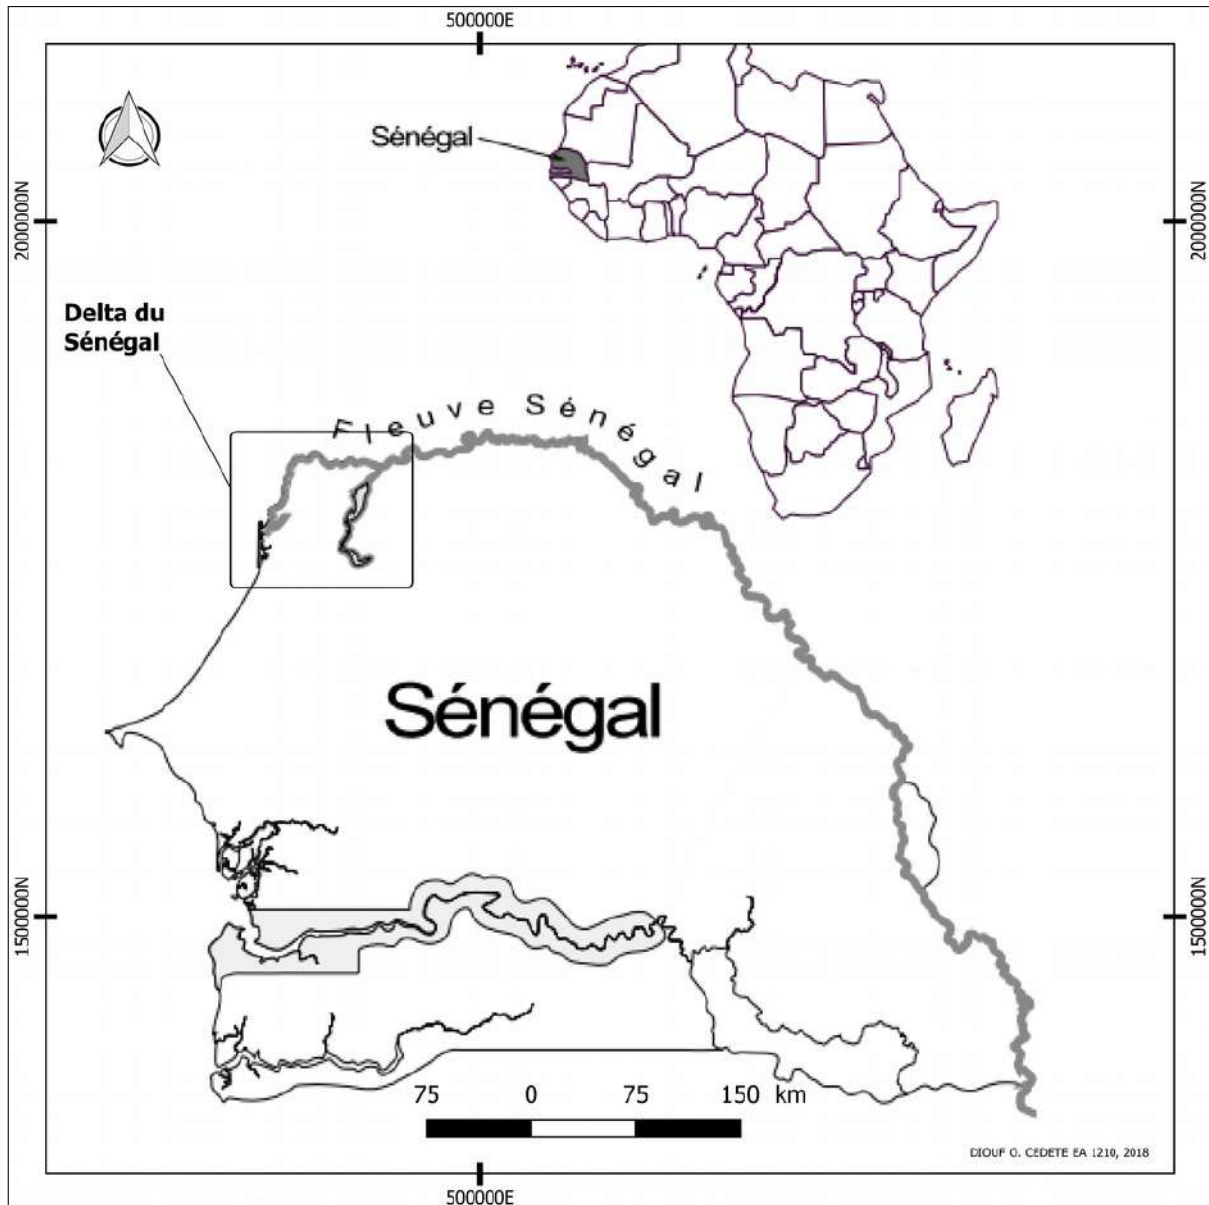 500000E
Sénégal
2000000N
2000000N
Delta du
Sénégal
Fleuve Sénégal
Sénégal
1500000N
1500000N
75 0 75 150 km
DIOUF O. CEDETE EA 1210, 2018
500000E